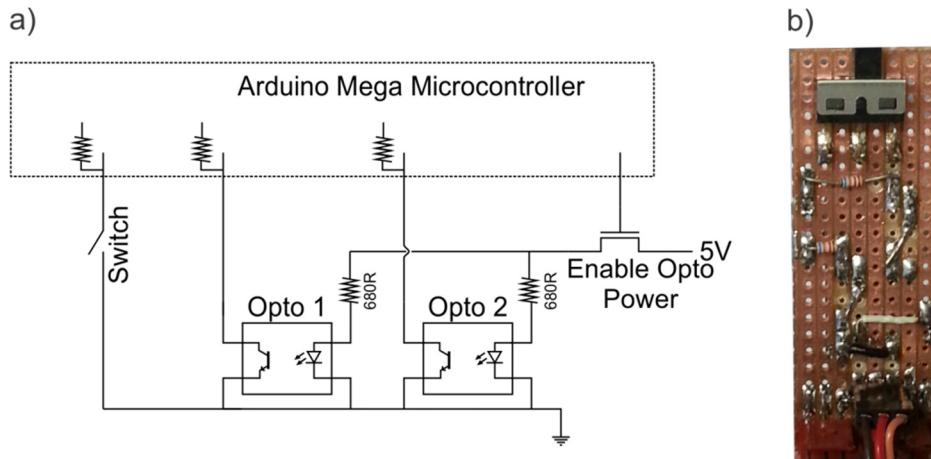 a)
b)
Arduino Mega Microcontroller
Switch
5V
Enable Opto
Power
680R
680R
Opto 1
Opto 2